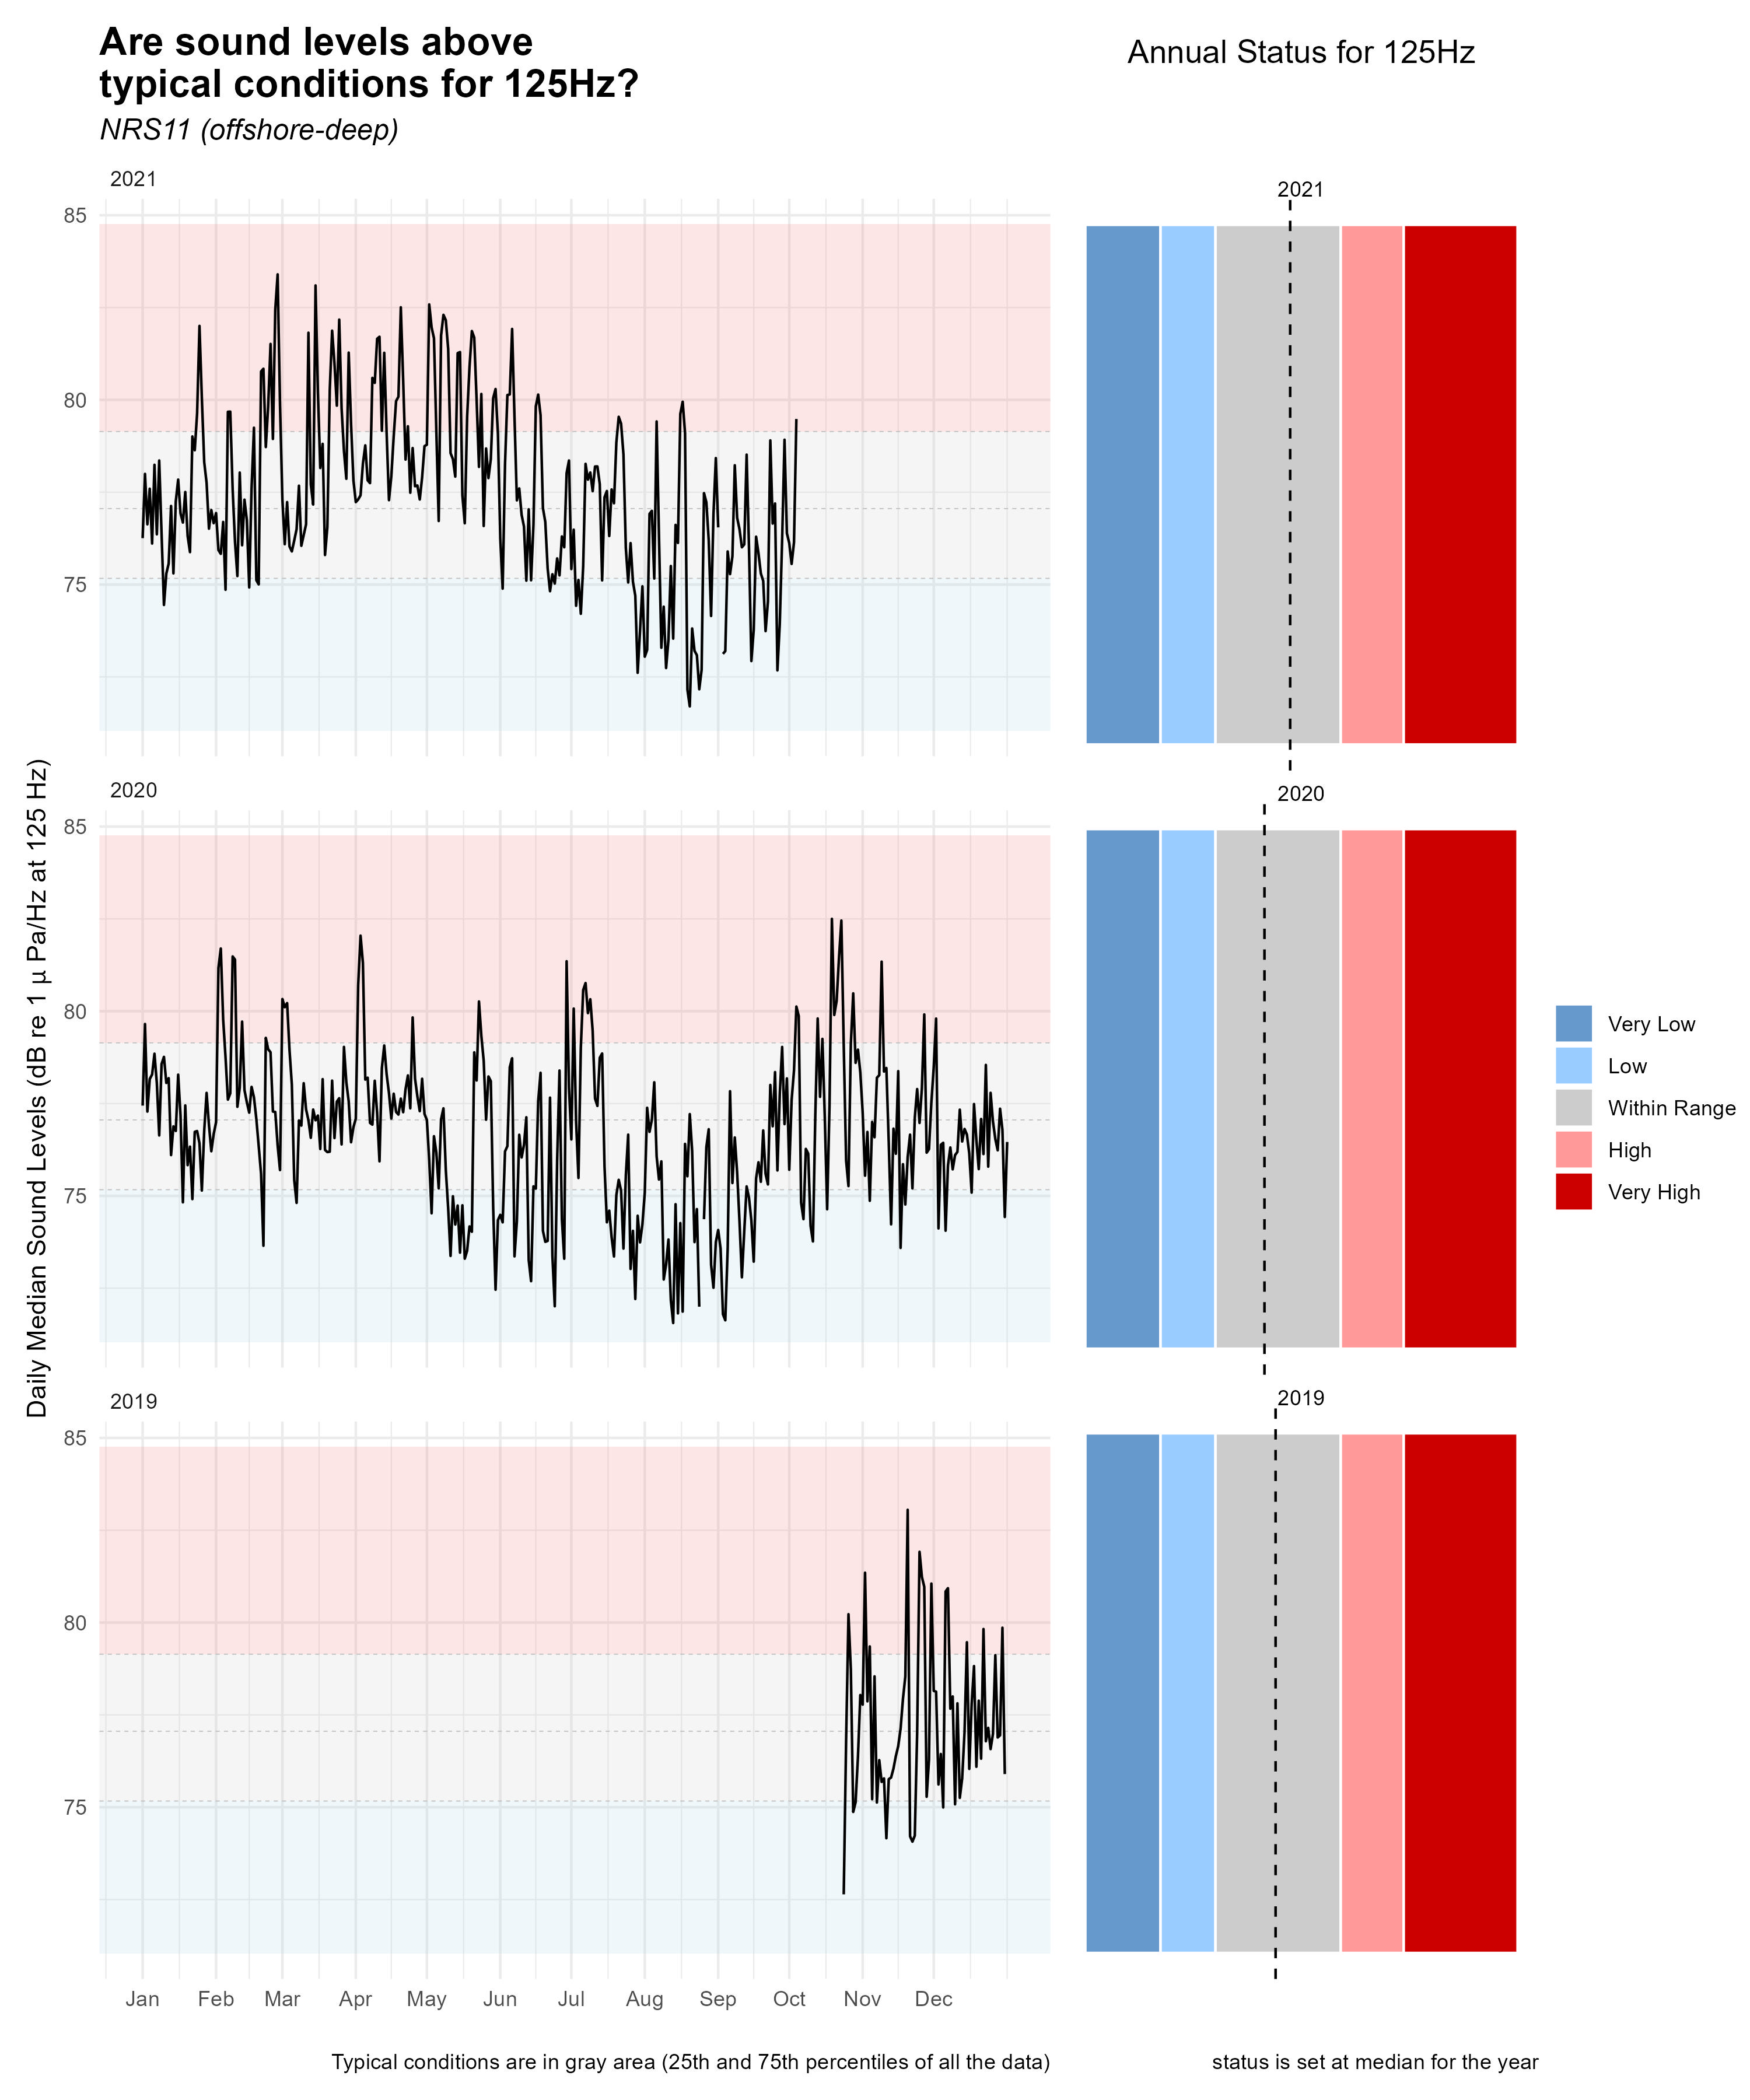 Are sound levels above
typical conditions for 125Hz?
NRS11 (offshore-deep)
Annual Status for 125Hz
Daily Median Sound Levels (dB re 1 μ Pa/Hz at 125 Hz)
2021
85
80
75
2021
2020
85
80
75
2020
2019
85
80
75
2019
Jan Feb Mar Apr May Jun Jul Aug Sep Oct Nov Dec
Very Low
Low
Within Range
High
Very High
Typical conditions are in gray area (25th and 75th percentiles of all the data)
status is set at median for the year